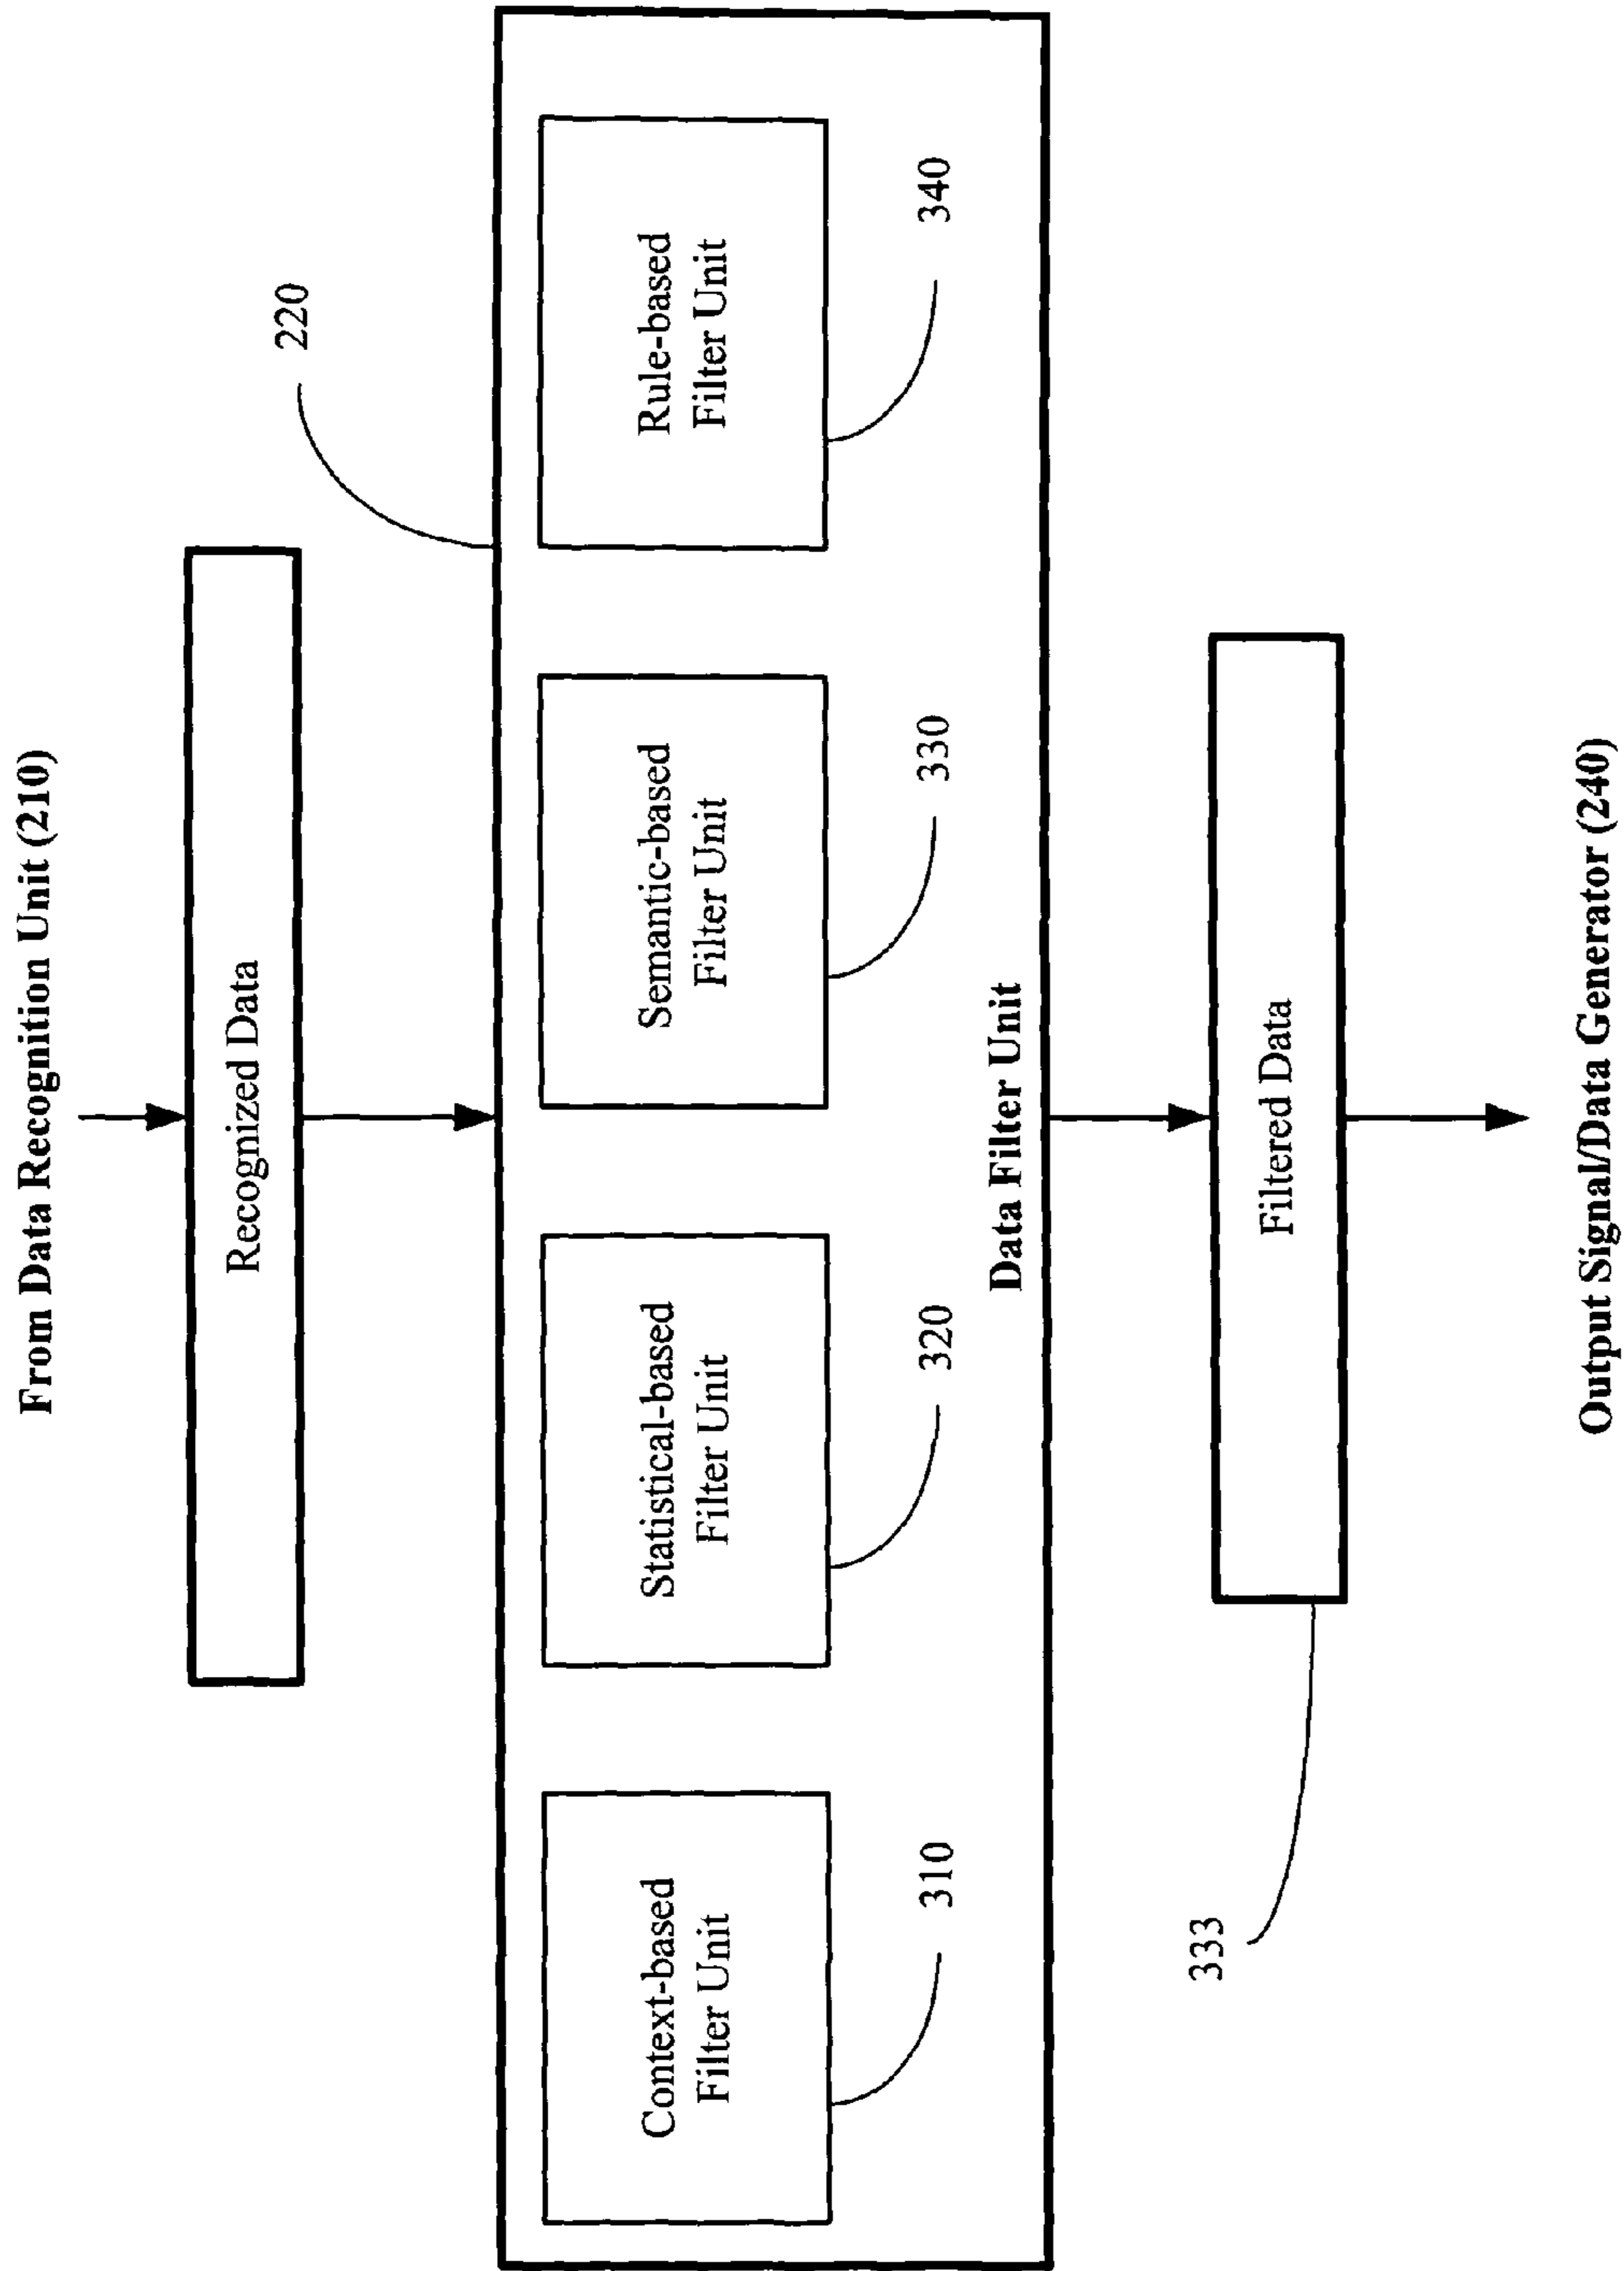 From Data Recognition Unit (210)
Recognized Data
220
Context-based
Filter Unit
310
Statistical-based
Filter Unit
320
Semantic-based
Filter Unit
330
Rule-based
Filter Unit
340
Data Filter Unit
333
Filtered Data
Output Signal/Data Generator (240)